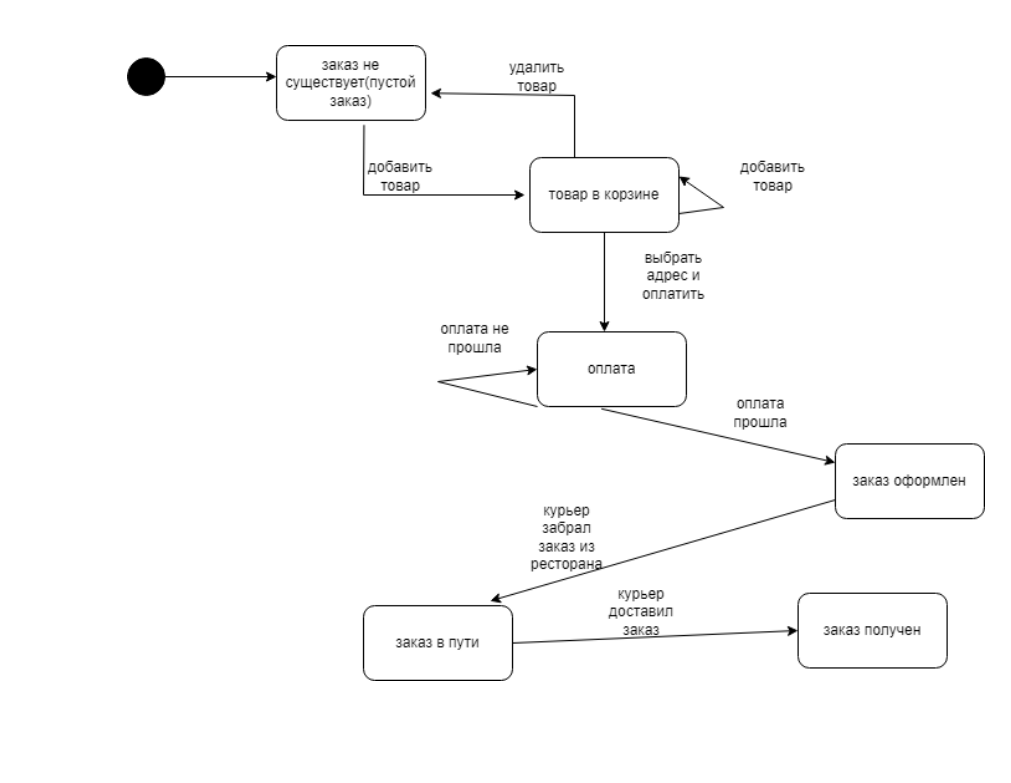 заказ не
существует(пустой
заказ)
удалить
товар
добавить
товар
товар в корзине
добавить
товар
выбрать
адрес и
оплатить
оплата не
прошла
оплата
оплата
прошла
заказ оформлен
курьер
забрал
заказ из
ресторана
курьер
доставил
заказ
заказ в пути
заказ получен